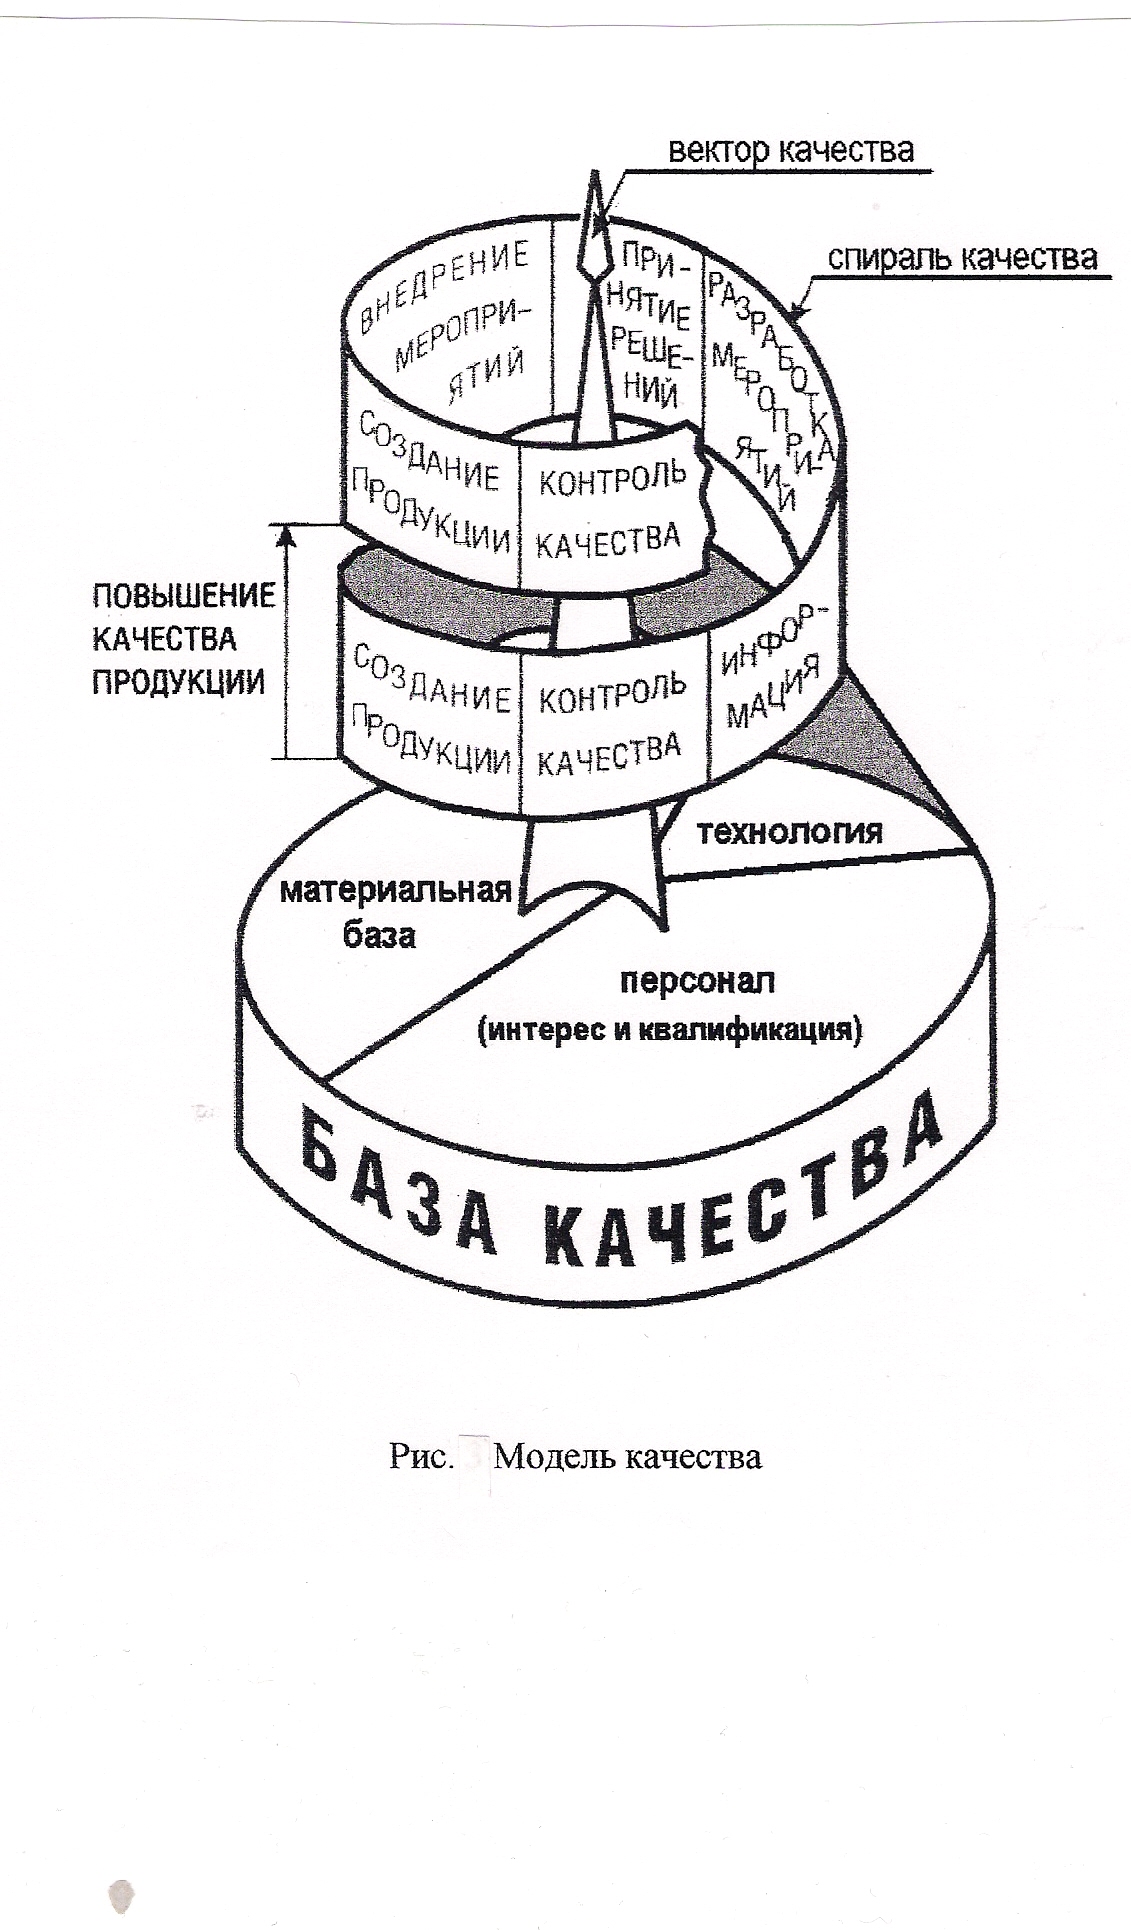 вектор качества
спираль качества
ВНЕДРЕНИЕ
МЕРОПРИ-
ЯТИЙ
ПРИ-
НЯТИЕ
РЕШЕ-
НИЙ
РАЗРАБОТКА
МЕРОПРИ-
ЯТИЙ
СОЗДАНИЕ
ПРОДУКЦИИ
КОНТРОЛЬ
КАЧЕСТВА
ПОВЫШЕНИЕ
КАЧЕСТВА
ПРОДУКЦИИ
СОЗДАНИЕ
ПРОДУКЦИИ
КОНТРОЛЬ
КАЧЕСТВА
ИНФОР-
МАЦИЯ
технология
материальная
база
персонал
(интерес и квалификация)
БАЗА КАЧЕСТВА
Рис. 3 Модель качества